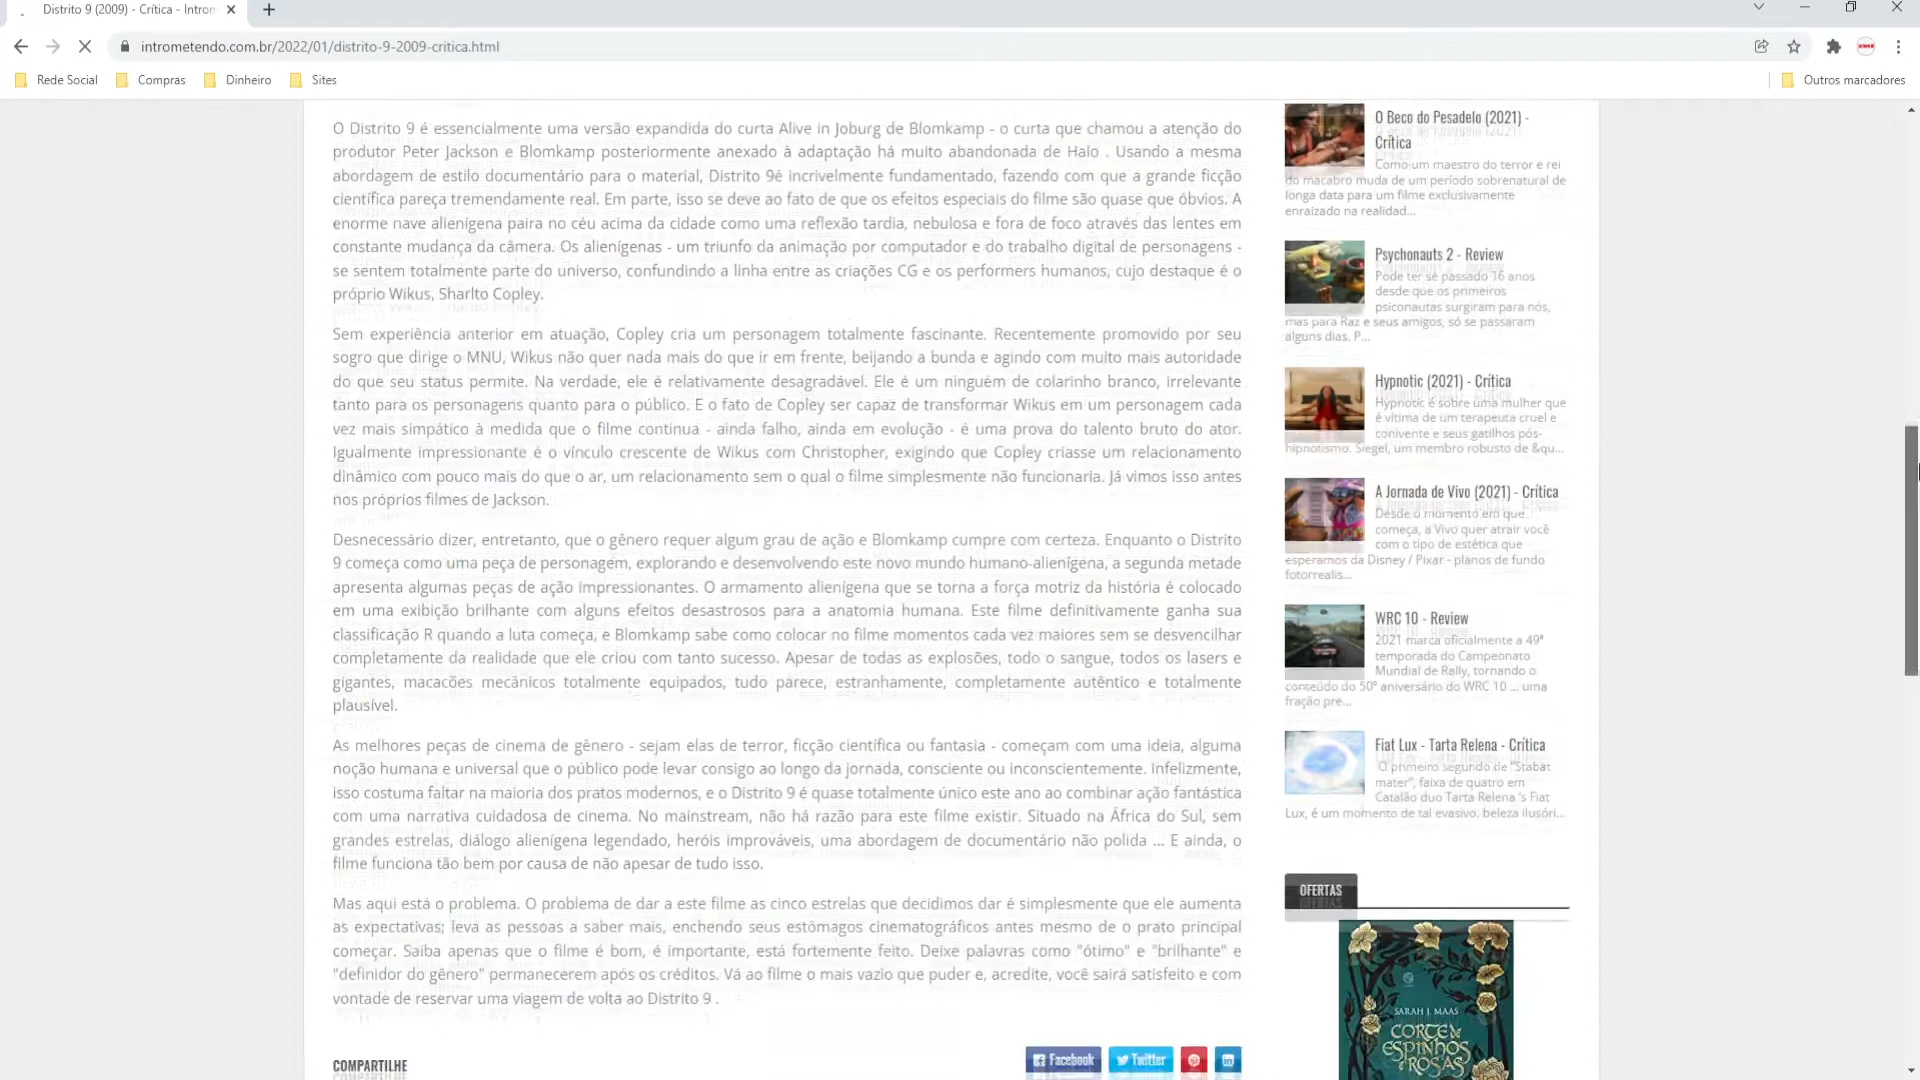 Distrito 9 (2009) - Crítica - Introm
intrometendo.com.br/2022/01/distrito-9-2009-critica.html
Rede Social
Compras
Dinheiro
Sites
Outros marcadores
O Distrito 9 é essencialmente uma versão expandida do curta Alive in Joburg de Blomkamp - o curta que chamou a atenção do
produtor Peter Jackson e Blomkamp posteriormente anexado à adaptação há muito abandonada de Halo . Usando a mesma
abordagem de estilo documentário para o material, Distrito 9é incrivelmente fundamentado, fazendo com que a grande ficção
científica pareça tremendamente real. Em parte, isso se deve ao fato de que os efeitos especiais do filme são quase que óbvios. A
enorme nave alienígena paira no céu acima da cidade como uma reflexão tardia, nebulosa e fora de foco através das lentes em
constante mudança da câmera. Os alienígenas - um triunfo da animação por computador e do trabalho digital de personagens -
se sentem totalmente parte do universo, confundindo a linha entre as criações CG e os performers humanos, cujo destaque é o
próprio Wikus, Sharlto Copley.
Sem experiência anterior em atuação, Copley cria um personagem totalmente fascinante. Recentemente promovido por seu
sogro que dirige o MNU, Wikus não quer nada mais do que ir em frente, beijando a bunda e agindo com muito mais autoridade
do que seu status permite. Na verdade, ele é relativamente desagradável. Ele é um ninguém de colarinho branco, irrelevante
tanto para os personagens quanto para o público. E o fato de Copley ser capaz de transformar Wikus em um personagem cada
vez mais simpático à medida que o filme continua - ainda falho, ainda em evolução - é uma prova do talento bruto do ator.
Igualmente impressionante é o vínculo crescente de Wikus com Christopher, exigindo que Copley criasse um relacionamento
dinâmico com pouco mais do que o ar, um relacionamento sem o qual o filme simplesmente não funcionaria. Já vimos isso antes
nos próprios filmes de Jackson.
Desnecessário dizer, entretanto, que o gênero requer algum grau de ação e Blomkamp cumpre com certeza. Enquanto o Distrito
9 começa como uma peça de personagem, explorando e desenvolvendo este novo mundo humano-alienígena, a segunda metade
apresenta algumas peças de ação impressionantes. O armamento alienígena que se torna a força motriz da história é colocado
em uma exibição brilhante com alguns efeitos desastrosos para a anatomia humana. Este filme definitivamente ganha sua
classificação R quando a luta começa, e Blomkamp sabe como colocar no filme momentos cada vez maiores sem se desvencilhar
completamente da realidade que ele criou com tanto sucesso. Apesar de todas as explosões, todo o sangue, todos os lasers e
gigantes, macacões mecânicos totalmente equipados, tudo parece, estranhamente, completamente autêntico e totalmente
plausível.
As melhores peças de cinema de gênero - sejam elas de terror, ficção científica ou fantasia - começam com uma ideia, alguma
noção humana e universal que o público pode levar consigo ao longo da jornada, consciente ou inconscientemente. Infelizmente,
isso costuma faltar na maioria dos pratos modernos, e o Distrito 9 é quase totalmente único este ano ao combinar ação fantástica
com uma narrativa cuidadosa de cinema. No mainstream, não há razão para este filme existir. Situado na África do Sul, sem
grandes estrelas, diálogo alienígena legendado, heróis improváveis, uma abordagem de documentário não polida ... E ainda, o
filme funciona tão bem por causa de não apesar de tudo isso.
Mas aqui está o problema. O problema de dar a este filme as cinco estrelas que decidimos dar é simplesmente que ele aumenta
as expectativas; leva as pessoas a saber mais, enchendo seus estômagos cinematográficos antes mesmo de o prato principal
começar. Saiba apenas que o filme é bom, é importante, está fortemente feito. Deixe palavras como "ótimo" e "brilhante" e
"definidor do gênero" permanecerem após os créditos. Vá ao filme o mais vazio que puder e, acredite, você sairá satisfeito e com
vontade de reservar uma viagem de volta ao Distrito 9 .
COMPARTILHE
Facebook
Twitter
O Beco do Pesadelo (2021) -
Crítica
Como um maestro do terror e rei
do macabro muda de um período sobrenatural de
longa data para um filme exclusivamente
enraizado na realidad...
Psychonauts 2 - Review
Pode ter se passado 16 anos
desde que os primeiros
psiconautas surgiram para nós,
mas para Raz e seus amigos, só se passaram
alguns dias. P...
Hypnotic (2021) - Crítica
Hypnotic é sobre uma mulher que
é vítima de um terapeuta cruel e
conivente e seus gatilhos pós-
hipnotismo. Siegel, um membro robusto de &qu...
A Jornada de Vivo (2021) - Crítica
Desde o momento em que
começa, a Vivo quer atrair você
com o tipo de estética que
esperamos da Disney / Pixar - planos de fundo
fotorrealis...
WRC 10 - Review
2021 marca oficialmente a 49ª
temporada do Campeonato
Mundial de Rally, tornando o
conteúdo do 50º aniversário do WRC 10 ... uma
fração pre...
Fiat Lux - Tarta Relena - Crítica
O primeiro segundo de "Stabat
mater", faixa de quatro em
Catalão duo Tarta Relena 's Fiat
Lux, é um momento de tal evasivo, beleza ilusóri...
OFERTAS
SARAH J. MAAS
CORTE DE
ESPINHOS
E ROSAS